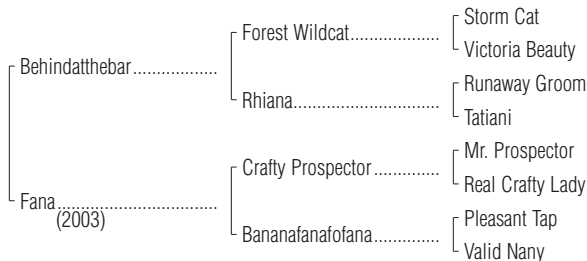 Storm Cat
Forest Wildcat...................
Victoria Beauty
Behindatthebar.................
Runaway Groom
Rhiana...............................
Tatiani
Mr. Prospector
Crafty Prospector..............
Real Crafty Lady
Fana..................................
(2003)
Pleasant Tap
Bananafanafofana..............
Valid Nany